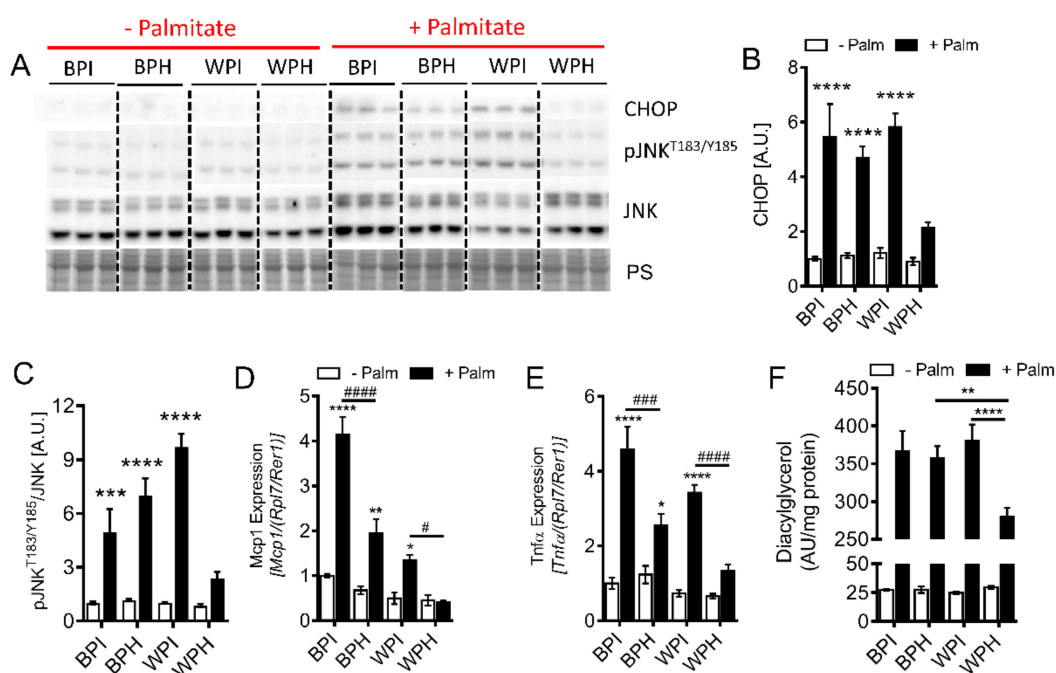 - Palmitate + Palmitate
A BPI BPH WPI WPH BPI BPH WPI WPH
CHOP
pJNKT183/Y185
JNK
PS
B - Palm + Palm
8
6
4
2
0
CHOP [A.U.]
**** **** ****
BPI BPH WPI WPH
C
12
9
6
3
0
pJNKT183/Y185/JNK [A.U.]
*** **** ****
BPI BPH WPI WPH
D - Palm + Palm
5
4
3
2
1
0
Mcp1 Expression
[Mcp1/(Rpl7/Rer1)]
####
**** ** * #
BPI BPH WPI WPH
E - Palm + Palm
6
4
2
0
Tnfα Expression
[Tnfα/(Rpl7/Rer1)]
### ####
**** * ****
BPI BPH WPI WPH
F - Palm + Palm
450
400
350
300
250
50
25
0
Diacylglycerol
(AU/mg protein)
**
****
BPI BPH WPI WPH